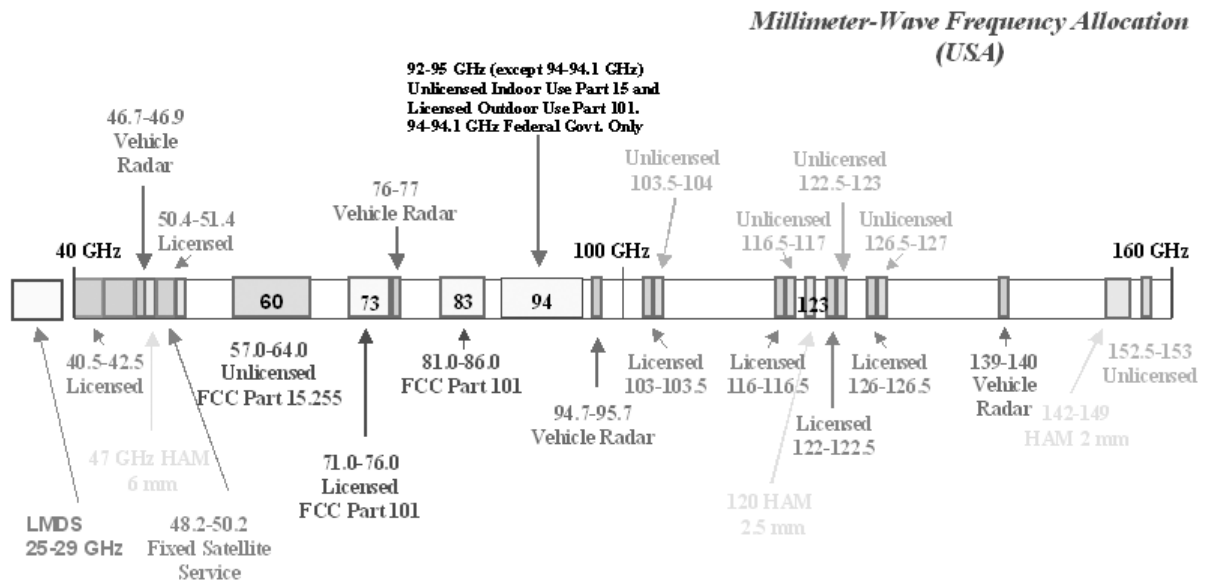 Millimeter-Wave Frequency Allocation
(USA)
92-95 GHz (except 94-94.1 GHz)
Unlicensed Indoor Use Part 15 and
Licensed Outdoor Use Part 101.
94-94.1 GHz Federal Govt. Only
46.7-46.9
Vehicle
Radar
50.4-51.4
Licensed
76-77
Vehicle Radar
Unlicensed
103.5-104
Unlicensed
122.5-123
Unlicensed
116.5-117
Unlicensed
126.5-127
40 GHz
100 GHz
160 GHz
60
73
83
94
123
40.5-42.5
Licensed
57.0-64.0
Unlicensed
FCC Part 15.255
81.0-86.0
FCC Part 101
94.7-95.7
Vehicle Radar
Licensed
103-103.5
Licensed
116-116.5
Licensed
126-126.5
139-140
Vehicle
Radar
152.5-153
Unlicensed
47 GHz HAM
6 mm
71.0-76.0
Licensed
FCC Part 101
Licensed
122-122.5
142-149
HAM 2 mm
120 HAM
2.5 mm
LMDS
25-29 GHz
48.2-50.2
Fixed Satellite
Service